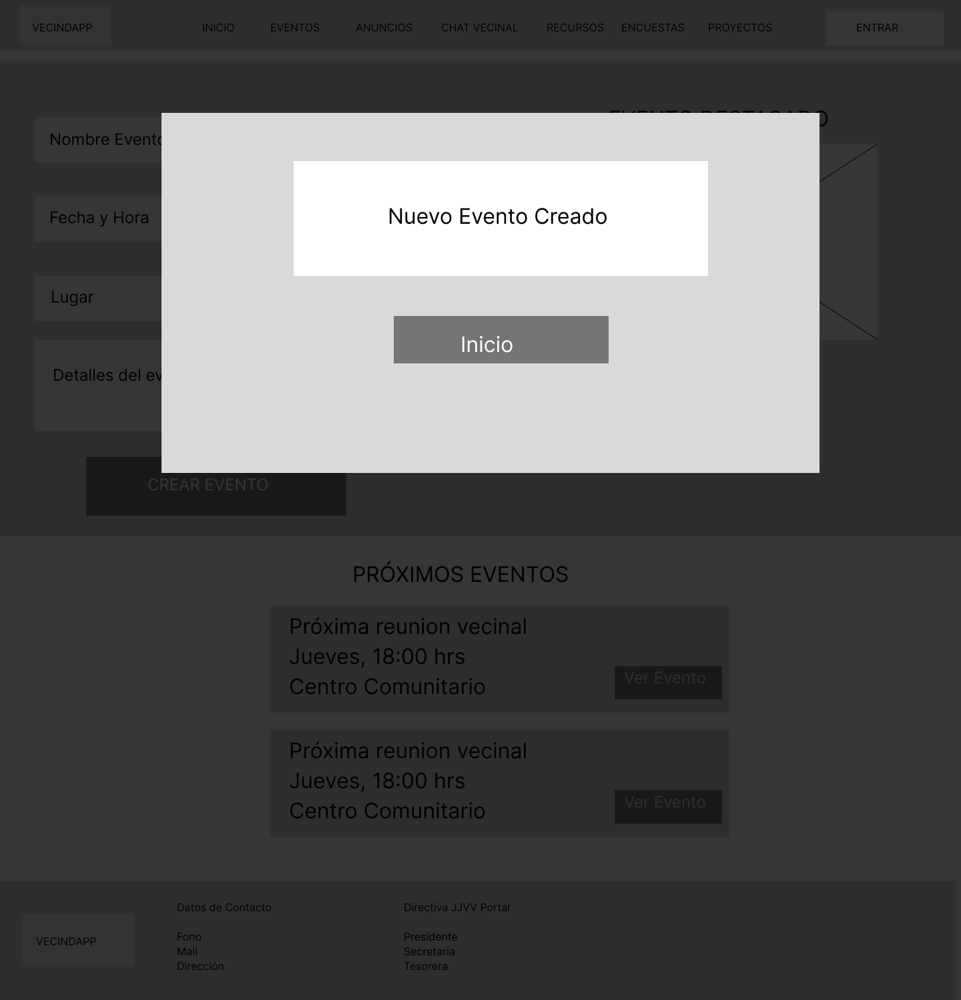 VECINDAPP
INICIO
EVENTOS
ANUNCIOS
CHAT VECINAL
RECURSOS
ENCUESTAS
PROYECTOS
ENTRAR
EVENTO DESTACADO
Nombre Evento
Fecha y Hora
Lugar
Detalles del ev
CREAR EVENTO
Nuevo Evento Creado
Inicio
PRÓXIMOS EVENTOS
Próxima reunion vecinal
Jueves, 18:00 hrs
Centro Comunitario
Ver Evento
Próxima reunion vecinal
Jueves, 18:00 hrs
Centro Comunitario
Ver Evento
VECINDAPP
Datos de Contacto
Fono
Mail
Dirección
Directiva JJVV Portal
Presidente
Secretaria
Tesorera